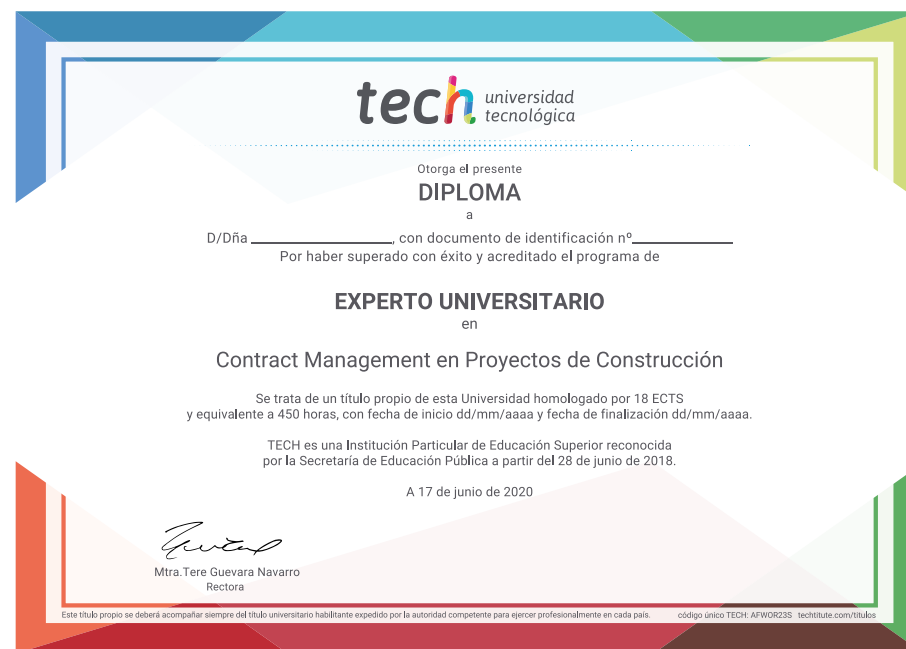 tech universidad
tecnológica
Otorga el presente
DIPLOMA
a
D/Dña ____________________, con documento de identificación nº______________
Por haber superado con éxito y acreditado el programa de
EXPERTO UNIVERSITARIO
en
Contract Management en Proyectos de Construcción
Se trata de un título propio de esta Universidad homologado por 18 ECTS
y equivalente a 450 horas, con fecha de inicio dd/mm/aaaa y fecha de finalización dd/mm/aaaa.
TECH es una Institución Particular de Educación Superior reconocida
por la Secretaría de Educación Pública a partir del 28 de junio de 2018.
A 17 de junio de 2020
Mtra.Tere Guevara Navarro
Rectora
Este título propio se deberá acompañar siempre del título universitario habilitante expedido por la autoridad competente para ejercer profesionalmente en cada país. código único TECH: AFWOR23S techtitute.com/títulos